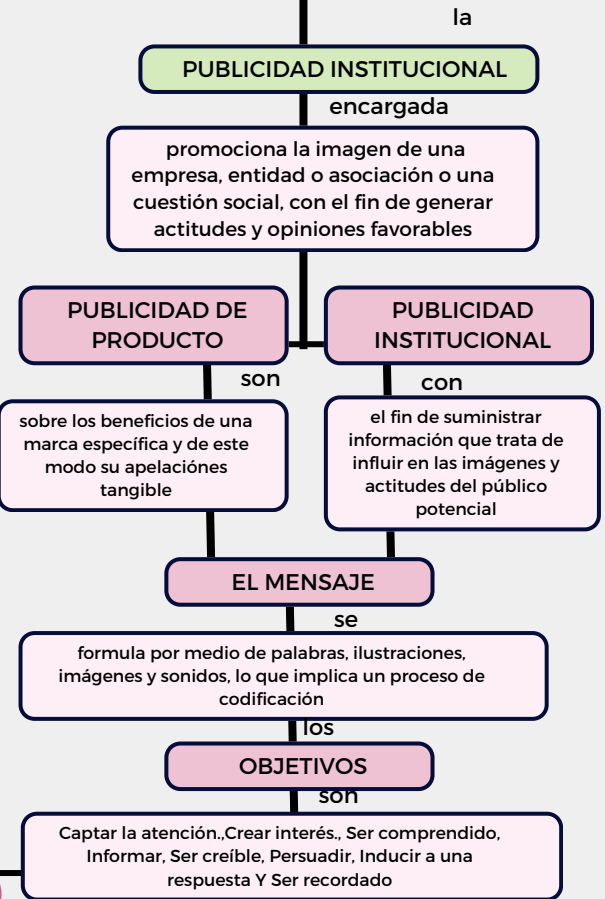 la
PUBLICIDAD INSTITUCIONAL
encargada
promociona la imagen de una
empresa, entidad o asociación o una
cuestión social, con el fin de generar
actitudes y opiniones favorables
PUBLICIDAD DE
PRODUCTO
son
sobre los beneficios de una
marca específica y de este
modo su apelaciónes
tangible
PUBLICIDAD
INSTITUCIONAL
con
el fin de suministrar
información que trata de
influir en las imágenes y
actitudes del público
potencial
EL MENSAJE
se
formula por medio de palabras, ilustraciones,
imágenes y sonidos, lo que implica un proceso de
codificación
los
OBJETIVOS
son
Captar la atención.,Crear interés., Ser comprendido,
Informar, Ser creíble, Persuadir, Inducir a una
respuesta Y Ser recordado